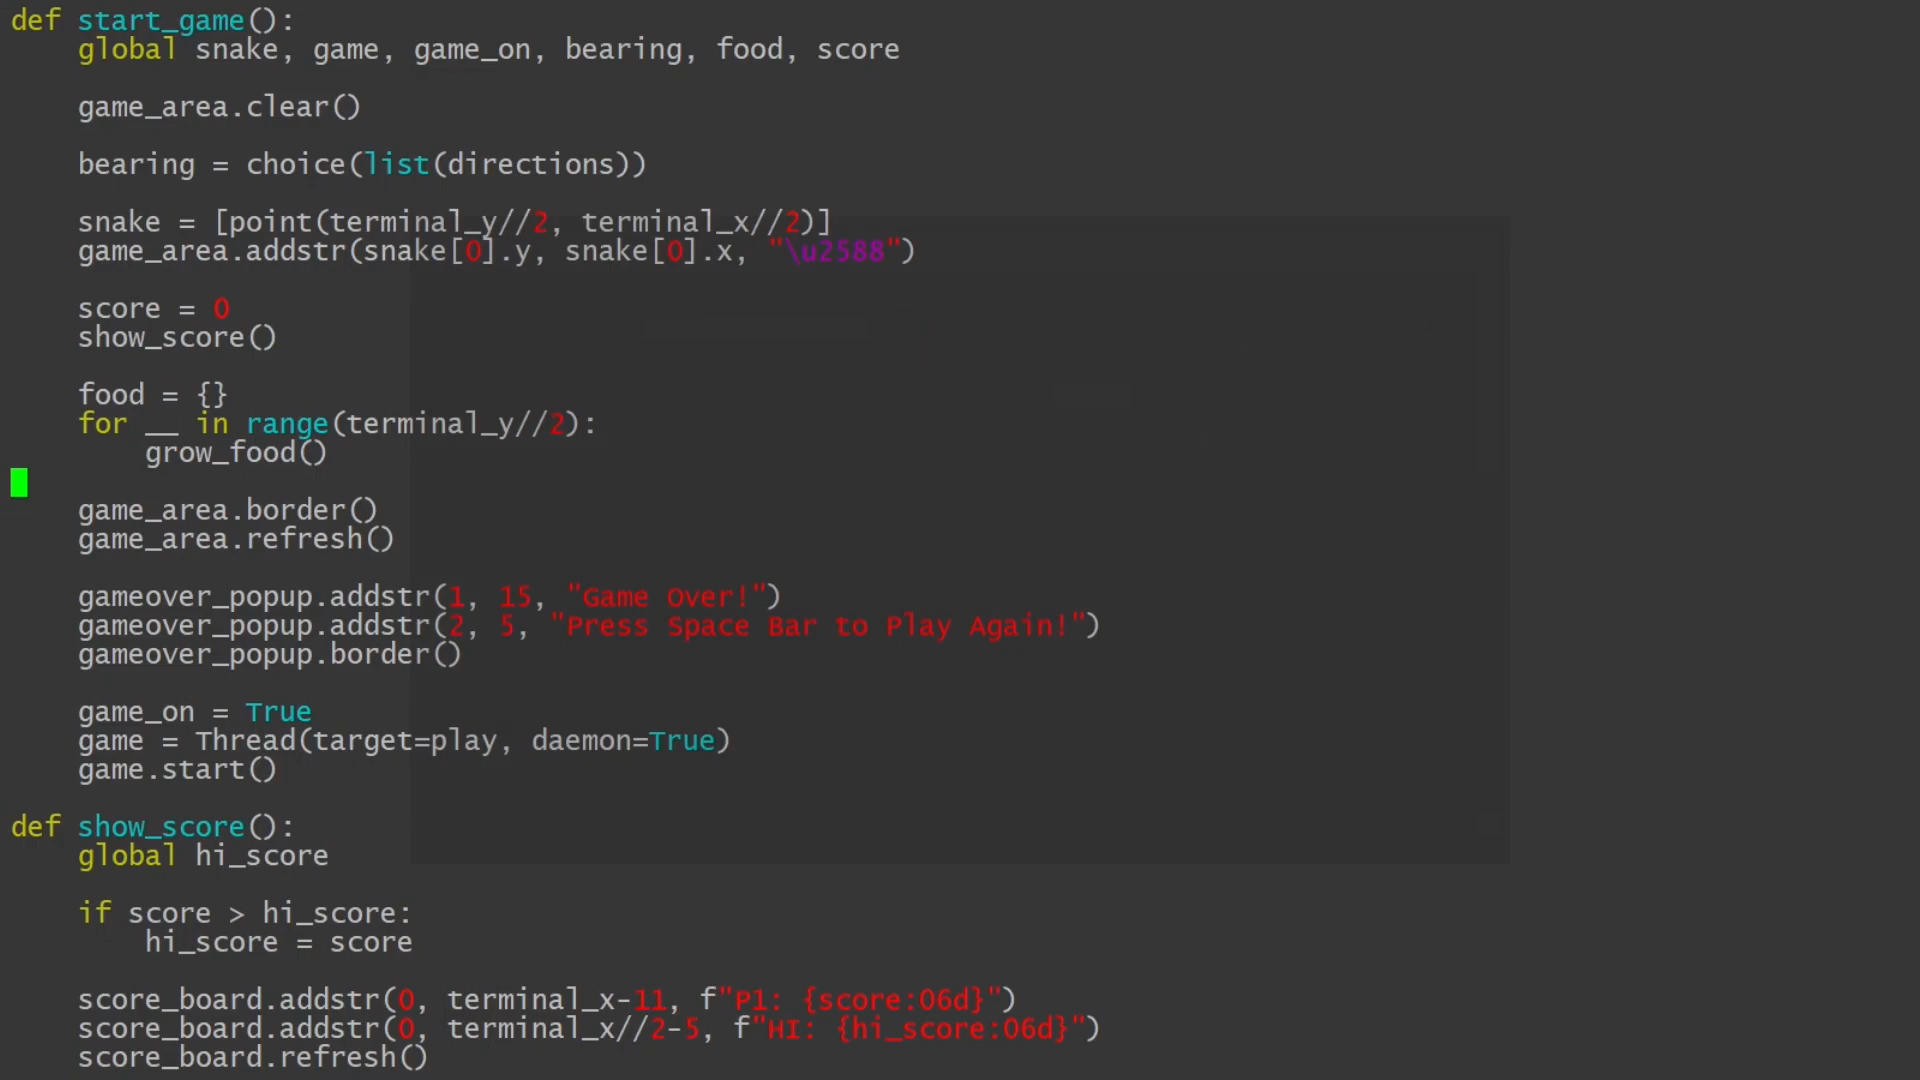 def start_game():
    global snake, game, game_on, bearing, food, score

    game_area.clear()

    bearing = choice(list(directions))

    snake = [point(terminal_y//2, terminal_x//2)]
    game_area.addstr(snake[0].y, snake[0].x, "\u2588")

    score = 0
    show_score()

    food = {}
    for __ in range(terminal_y//2):
        grow_food()

    game_area.border()
    game_area.refresh()

    gameover_popup.addstr(1, 15, "Game Over!")
    gameover_popup.addstr(2, 5, "Press Space Bar to Play Again!")
    gameover_popup.border()

    game_on = True
    game = Thread(target=play, daemon=True)
    game.start()

def show_score():
    global hi_score

    if score > hi_score:
        hi_score = score

    score_board.addstr(0, terminal_x-11, f"P1: {score:06d}")
    score_board.addstr(0, terminal_x//2-5, f"HI: {hi_score:06d}")
    score_board.refresh()